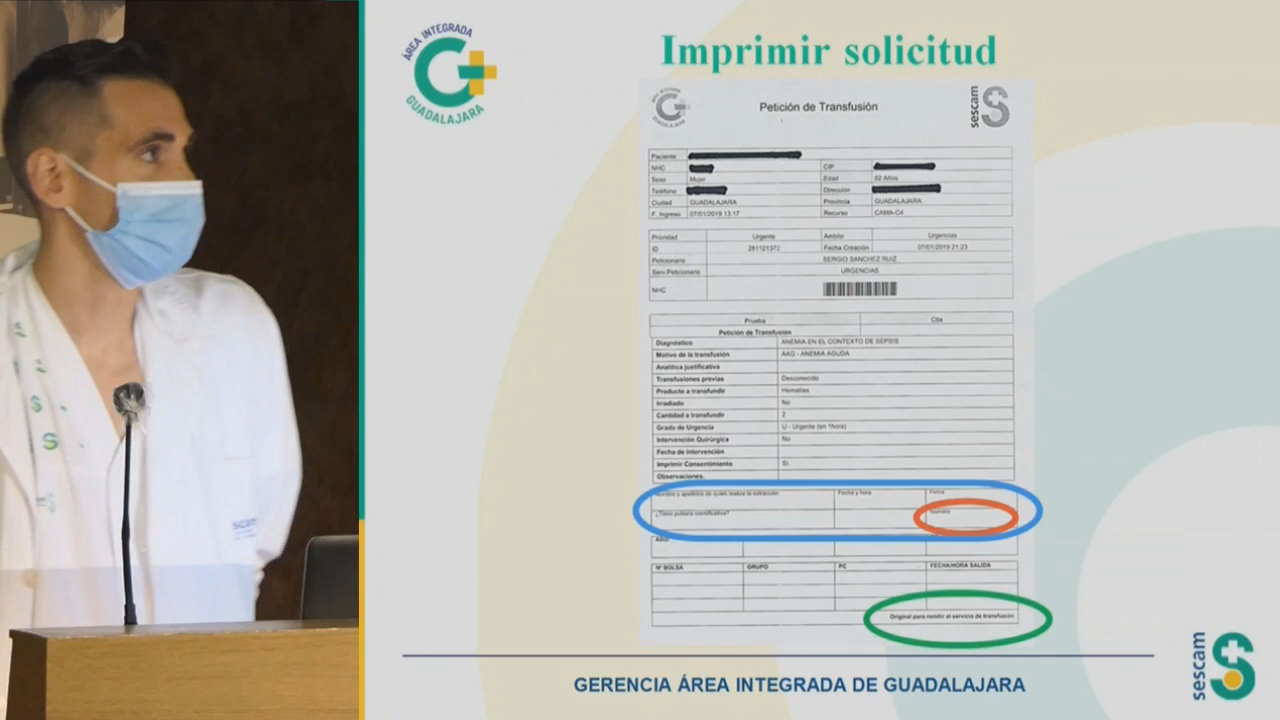 ÁREA INTEGRADA
GUADALAJARA
Imprimir solicitud
Petición de Transfusión
sescam
Paciente
NHC CIP
Sexo Mujer Edad 62 Años
Teléfono Dirección
Ciudad GUADALAJARA Provincia GUADALAJARA
F. Ingreso 07/01/2019 13:17 Recurso CAMA-C4
Prioridad Urgente Ambito Urgencias
ID 281121372 Fecha Creación 07/01/2019 21:23
Peticionario SERGIO SANCHEZ RUIZ
Serv.Peticionario URGENCIAS
NHC
Prueba Cita
Petición de Transfusión
Diagnóstico ANEMIA EN EL CONTEXTO DE SEPSIS
Motivo de la transfusión AAG - ANEMIA AGUDA
Analítica justificativa
Transfusiones previas Desconocido
Producto a transfundir Hematíes
Irradiado No
Cantidad a transfundir 2
Grado de Urgencia U - Urgente (en 1hora)
Intervención Quirúrgica No
Fecha de intervención
Imprimir Consentimiento Si.
Observaciones.
Nombre y apellidos de quien realiza la extracción Fecha y hora Firma
¿Tiene pulsera identificativa? Número
Nº BOLSA GRUPO PC FECHA/HORA SALIDA
Original para remitir al servicio de transfusión
GERENCIA ÁREA INTEGRADA DE GUADALAJARA
sescam